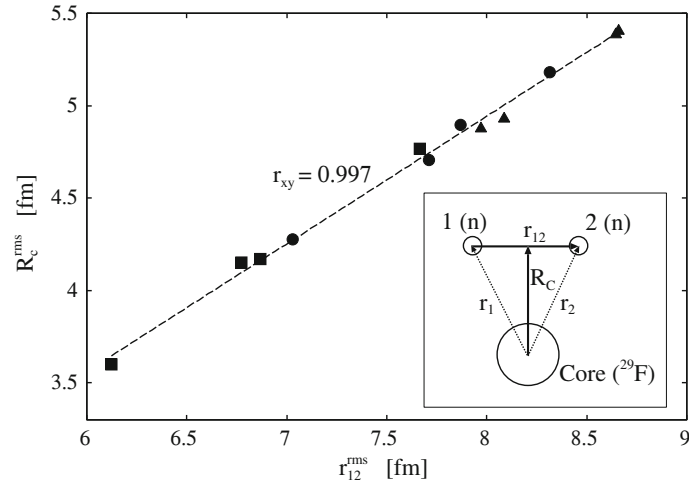 5.5
5
4.5
4
3.5
R_c^rms [fm]
r_xy = 0.997
1 (n) 2 (n)
r_12
R_C
r_1 r_2
Core (^29F)
6 6.5 7 7.5 8 8.5 9
r_12^rms [fm]